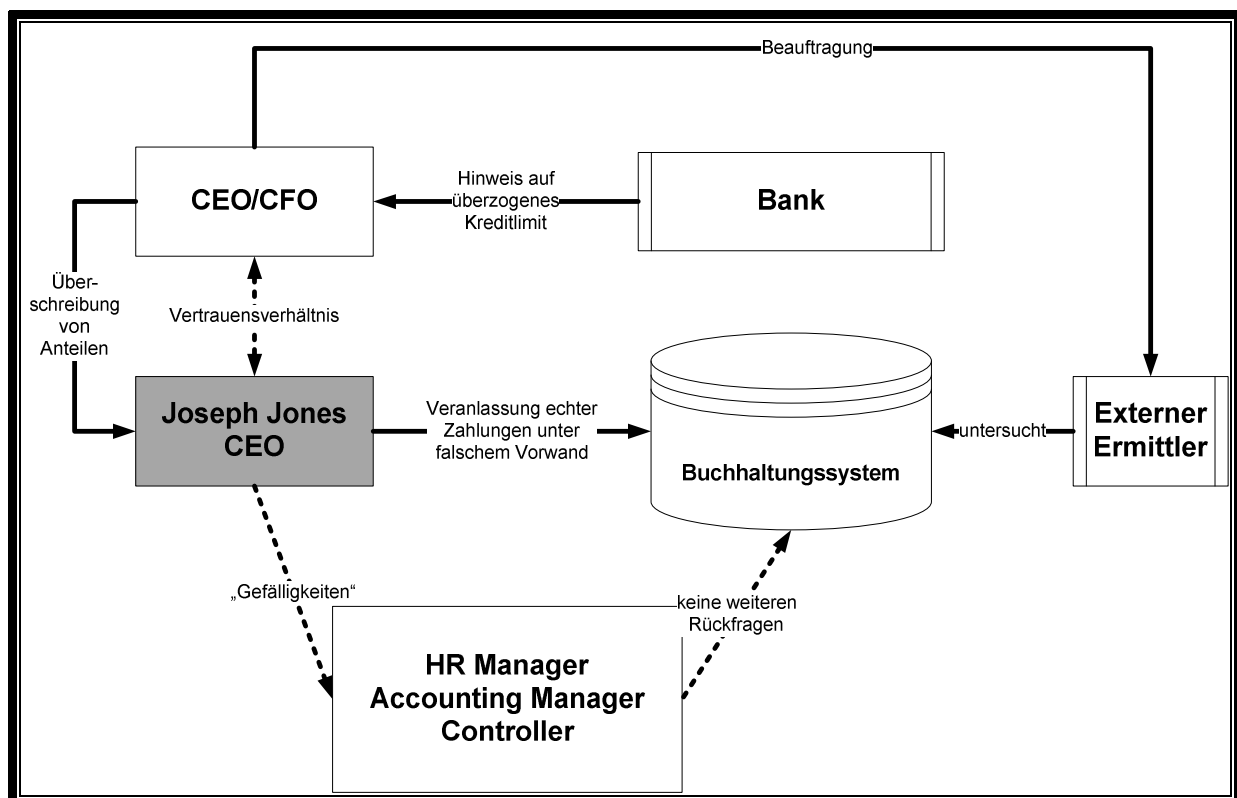 Beauftragung
CEO/CFO
Hinweis auf
überzogenes
Kreditlimit
Bank
Über-
schreibung
von
Anteilen
Vertrauensverhältnis
Joseph Jones
CEO
Veranlassung echter
Zahlungen unter
falschem Vorwand
Buchhaltungssystem
untersucht
Externer
Ermittler
„Gefälligkeiten“
keine weiteren
Rückfragen
HR Manager
Accounting Manager
Controller